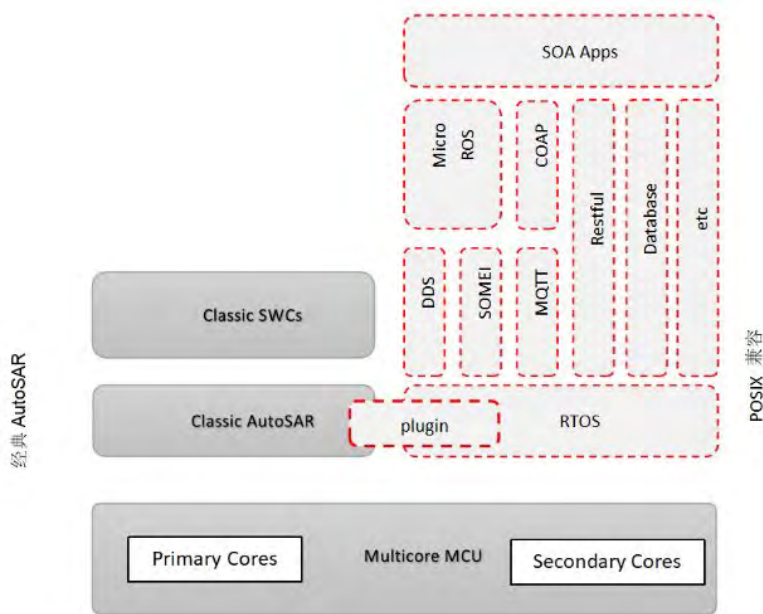 SOA Apps
Micro
ROS
COAP
Restful
Database
etc
DDS
SOMEI
MQTT
Classic SWCs
经典 AutoSAR
POSIX 兼容
Classic AutoSAR
plugin
RTOS
Primary Cores
Multicore MCU
Secondary Cores